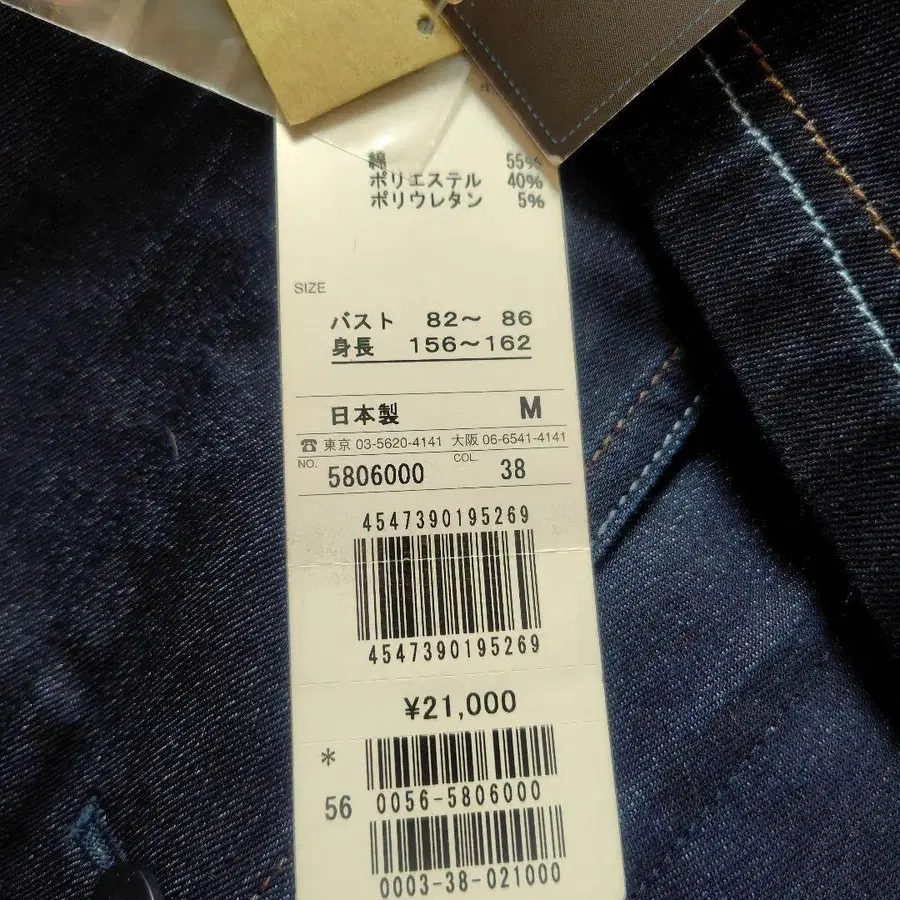 綿 55%
ポリエステル 40%
ポリウレタン 5%
SIZE
バスト 82〜 86
身長 156〜162
日本製 M
☎ 東京 03-5620-4141 大阪 06-6541-4141
NO. 5806000 COL. 38
4547390195269
4547390195269
¥21,000
*
56 0056-5806000
0003-38-021000